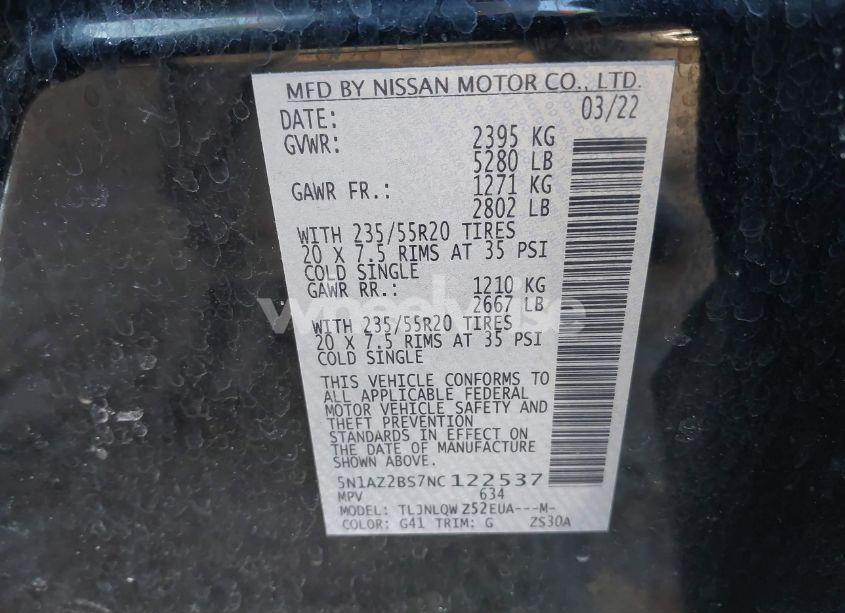 MFD BY NISSAN MOTOR CO., LTD.
DATE: 03/22
GVWR: 2395 KG
5280 LB
GAWR FR.: 1271 KG
2802 LB
WITH 235/55R20 TIRES
20 X 7.5 RIMS AT 35 PSI
COLD SINGLE
GAWR RR.: 1210 KG
2667 LB
WITH 235/55R20 TIRES
20 X 7.5 RIMS AT 35 PSI
COLD SINGLE
THIS VEHICLE CONFORMS TO
ALL APPLICABLE FEDERAL
MOTOR VEHICLE SAFETY AND
THEFT PREVENTION
STANDARDS IN EFFECT ON
THE DATE OF MANUFACTURE
SHOWN ABOVE.
5N1AZ2BS7NC122537
MPV 634
MODEL: TLJNLQW Z52EUA---M-
COLOR: G41 TRIM: G ZS30A